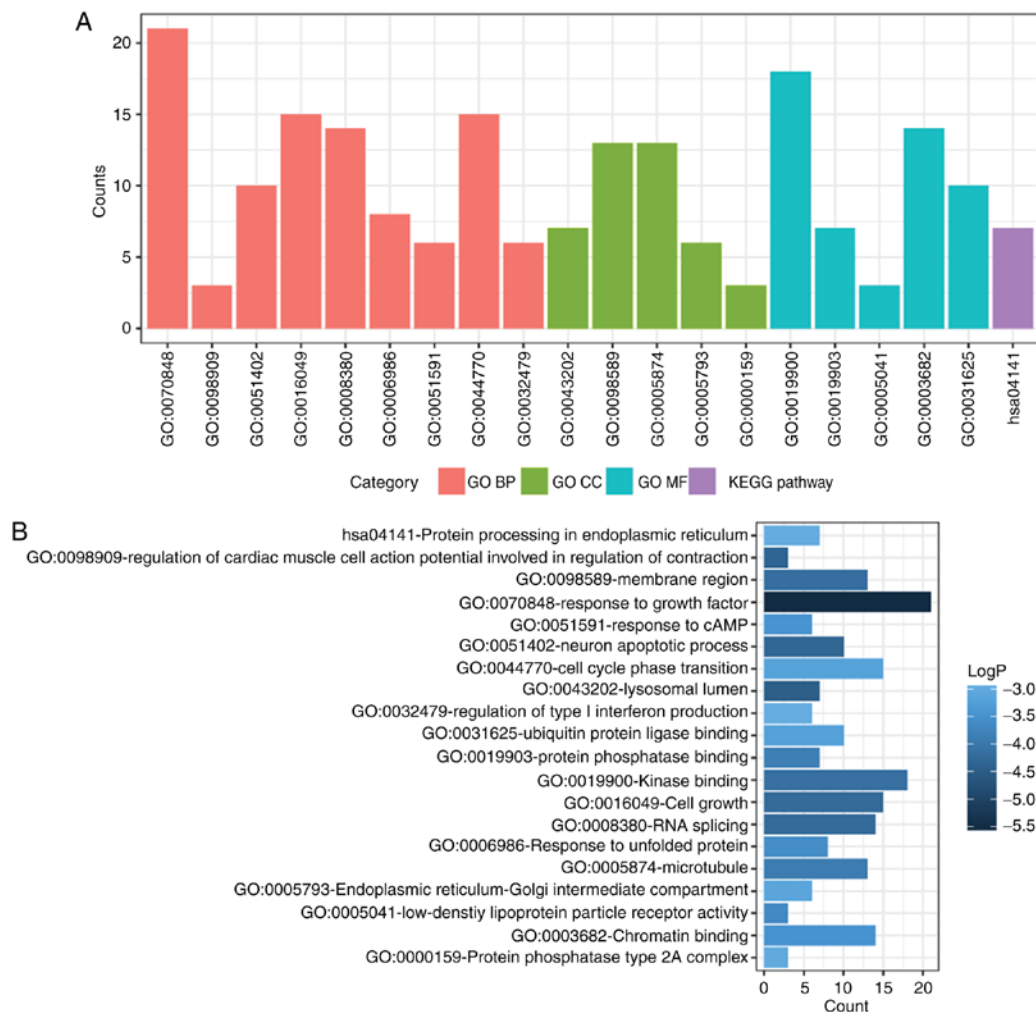 A
Counts
20
15
10
5
0
GO:0070848
GO:0098909
GO:0051402
GO:0016049
GO:0008380
GO:0006986
GO:0051591
GO:0044770
GO:0032479
GO:0043202
GO:0098589
GO:0005874
GO:0005793
GO:0000159
GO:0019900
GO:0019903
GO:0005041
GO:0003682
GO:0031625
hsa04141
Category GO BP GO CC GO MF KEGG pathway
B
hsa04141-Protein processing in endoplasmic reticulum
GO:0098909-regulation of cardiac muscle cell action potential involved in regulation of contraction
GO:0098589-membrane region
GO:0070848-response to growth factor
GO:0051591-response to cAMP
GO:0051402-neuron apoptotic process
GO:0044770-cell cycle phase transition
GO:0043202-lysosomal lumen
GO:0032479-regulation of type I interferon production
GO:0031625-ubiquitin protein ligase binding
GO:0019903-protein phosphatase binding
GO:0019900-Kinase binding
GO:0016049-Cell growth
GO:0008380-RNA splicing
GO:0006986-Response to unfolded protein
GO:0005874-microtubule
GO:0005793-Endoplasmic reticulum-Golgi intermediate compartment
GO:0005041-low-denstiy lipoprotein particle receptor activity
GO:0003682-Chromatin binding
GO:0000159-Protein phosphatase type 2A complex
0 5 10 15 20
Count
LogP
−3.0
−3.5
−4.0
−4.5
−5.0
−5.5